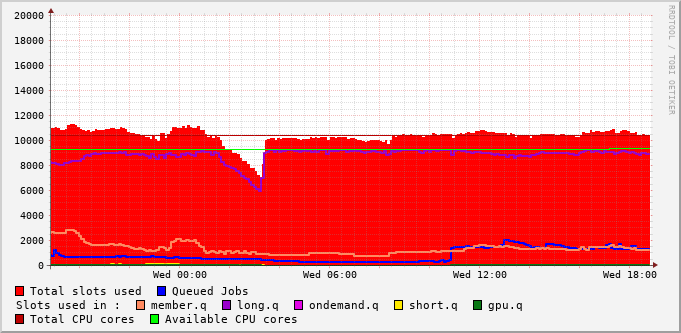 20000
18000
16000
14000
12000
10000
8000
6000
4000
2000
0
Wed 00:00 Wed 06:00 Wed 12:00 Wed 18:00
Total slots used Queued Jobs
Slots used in : member.q long.q ondemand.q short.q gpu.q
Total CPU cores Available CPU cores
RRDTOOL / TOBI OETIKER